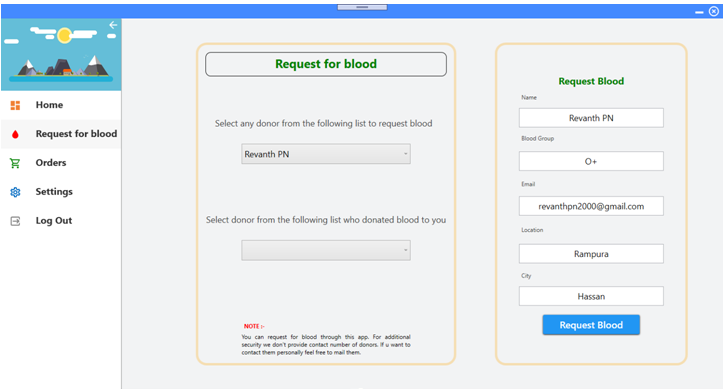 Home
Request for blood
Orders
Settings
Log Out
Request for blood
Select any donor from the following list to request blood
Revanth PN
Select donor from the following list who donated blood to you
NOTE :-
You can request for blood through this app. For additional
security we don't provide contact number of donors. If u want to
contact them personally feel free to mail them.
Request Blood
Name
Revanth PN
Blood Group
O+
Email
revanthpn2000@gmail.com
Location
Rampura
City
Hassan
Request Blood